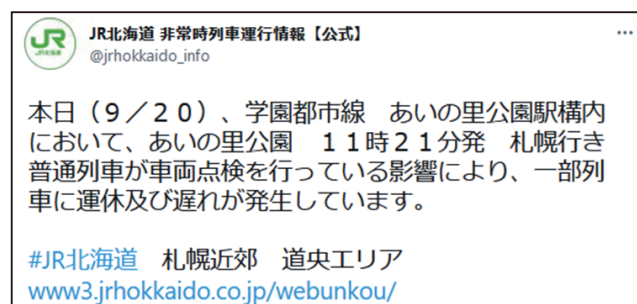 JR北海道
JR北海道 非常時列車運行情報【公式】
@jrhokkaido_info
本日（９／２０）、学園都市線　あいの里公園駅構内
において、あいの里公園　１１時２１分発　札幌行き
普通列車が車両点検を行っている影響により、一部列
車に運休及び遅れが発生しています。
#JR北海道　札幌近郊　道央エリア
www3.jrhokkaido.co.jp/webunkou/